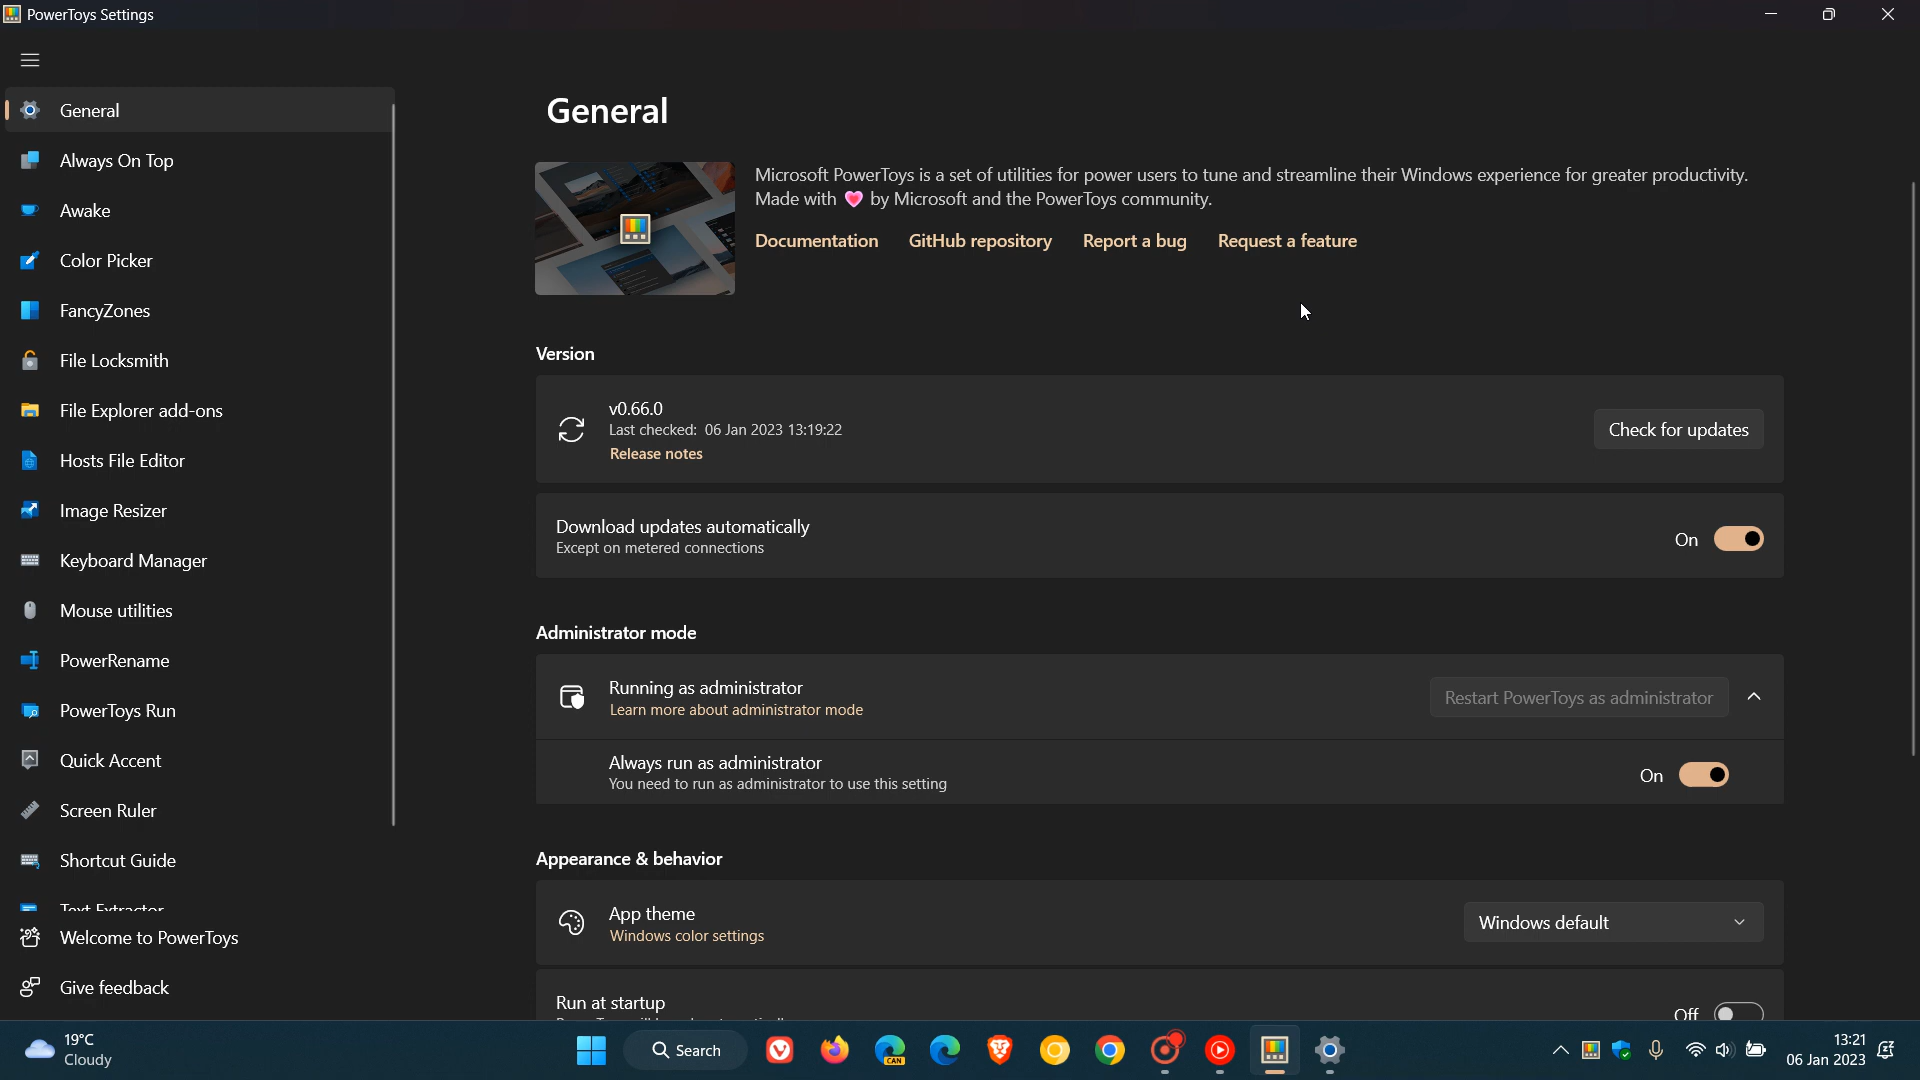 PowerToys Settings
General
Always On Top
Awake
Color Picker
FancyZones
File Locksmith
File Explorer add-ons
Hosts File Editor
Image Resizer
Keyboard Manager
Mouse utilities
PowerRename
PowerToys Run
Quick Accent
Screen Ruler
Shortcut Guide
Text Extractor
Welcome to PowerToys
Give feedback
General
Microsoft PowerToys is a set of utilities for power users to tune and streamline their Windows experience for greater productivity.
Made with 💗 by Microsoft and the PowerToys community.
Documentation GitHub repository Report a bug Request a feature
Version
v0.66.0
Last checked: 06 Jan 2023 13:19:22
Release notes
Check for updates
Download updates automatically
Except on metered connections
On
Administrator mode
Running as administrator
Learn more about administrator mode
Restart PowerToys as administrator
Always run as administrator
You need to run as administrator to use this setting
On
Appearance & behavior
App theme
Windows color settings
Windows default
Run at startup
Off
19°C
Cloudy
Search
CAN
13:21
06 Jan 2023